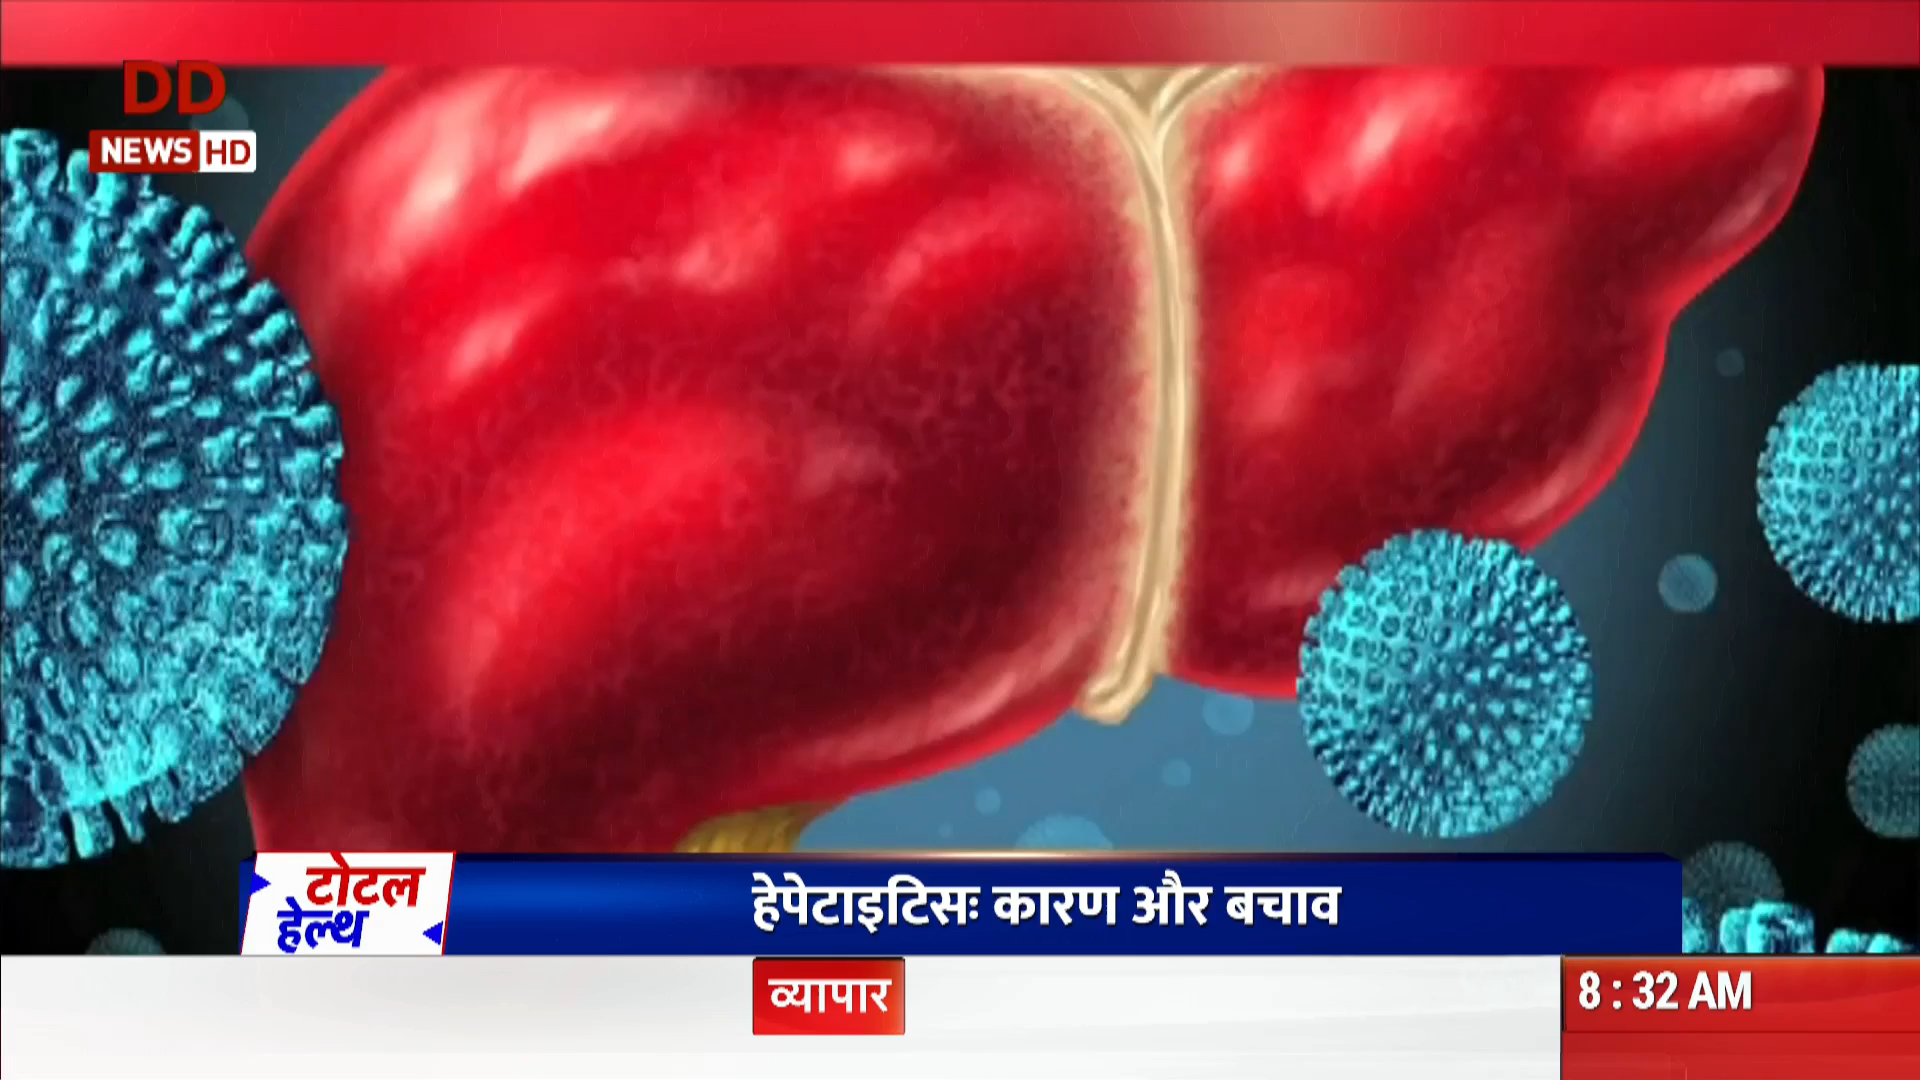 DD
NEWS HD
टोटल
हेल्थ
हेपेटाइटिसः कारण और बचाव
व्यापार
8 : 32 AM